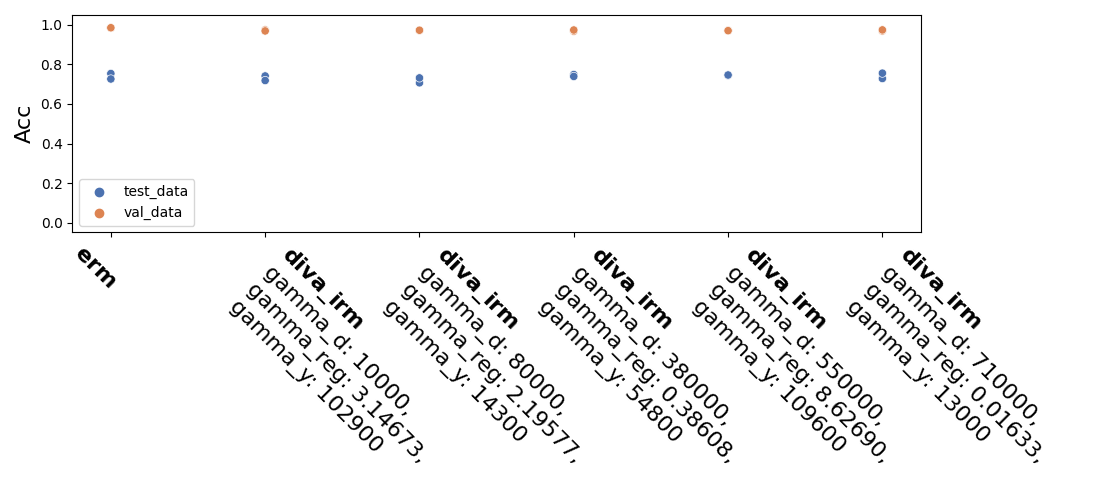 Acc
1.0
0.8
0.6
0.4
0.2
0.0
test_data
val_data
erm
diva_irm
gamma_d: 10000,
gamma_reg: 3.14673,
gamma_y: 102900
diva_irm
gamma_d: 80000,
gamma_reg: 2.19577,
gamma_y: 14300
diva_irm
gamma_d: 380000,
gamma_reg: 0.38608,
gamma_y: 54800
diva_irm
gamma_d: 550000,
gamma_reg: 8.62690,
gamma_y: 109600
diva_irm
gamma_d: 710000,
gamma_reg: 0.01633,
gamma_y: 13000